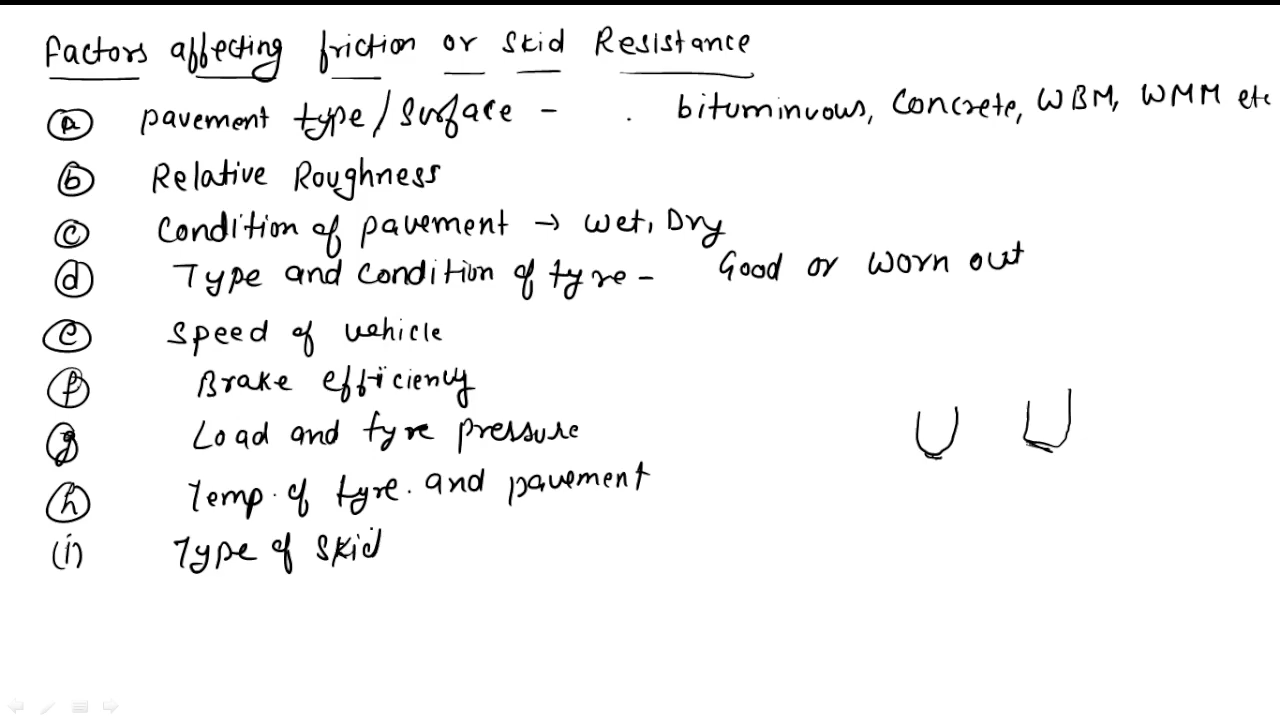 Factors affecting friction or Skid Resistance
(a) pavement type/Surface - . bituminuous, Concrete, WBM, WMM etc
(b) Relative Roughness
(c) Condition of pavement → Wet, Dry
(d) Type and Condition of tyre - Good or worn out
(e) Speed of vehicle
(f) Brake efficiency
(g) Load and tyre pressure
(h) Temp. of tyre. and pavement
(i) Type of skid